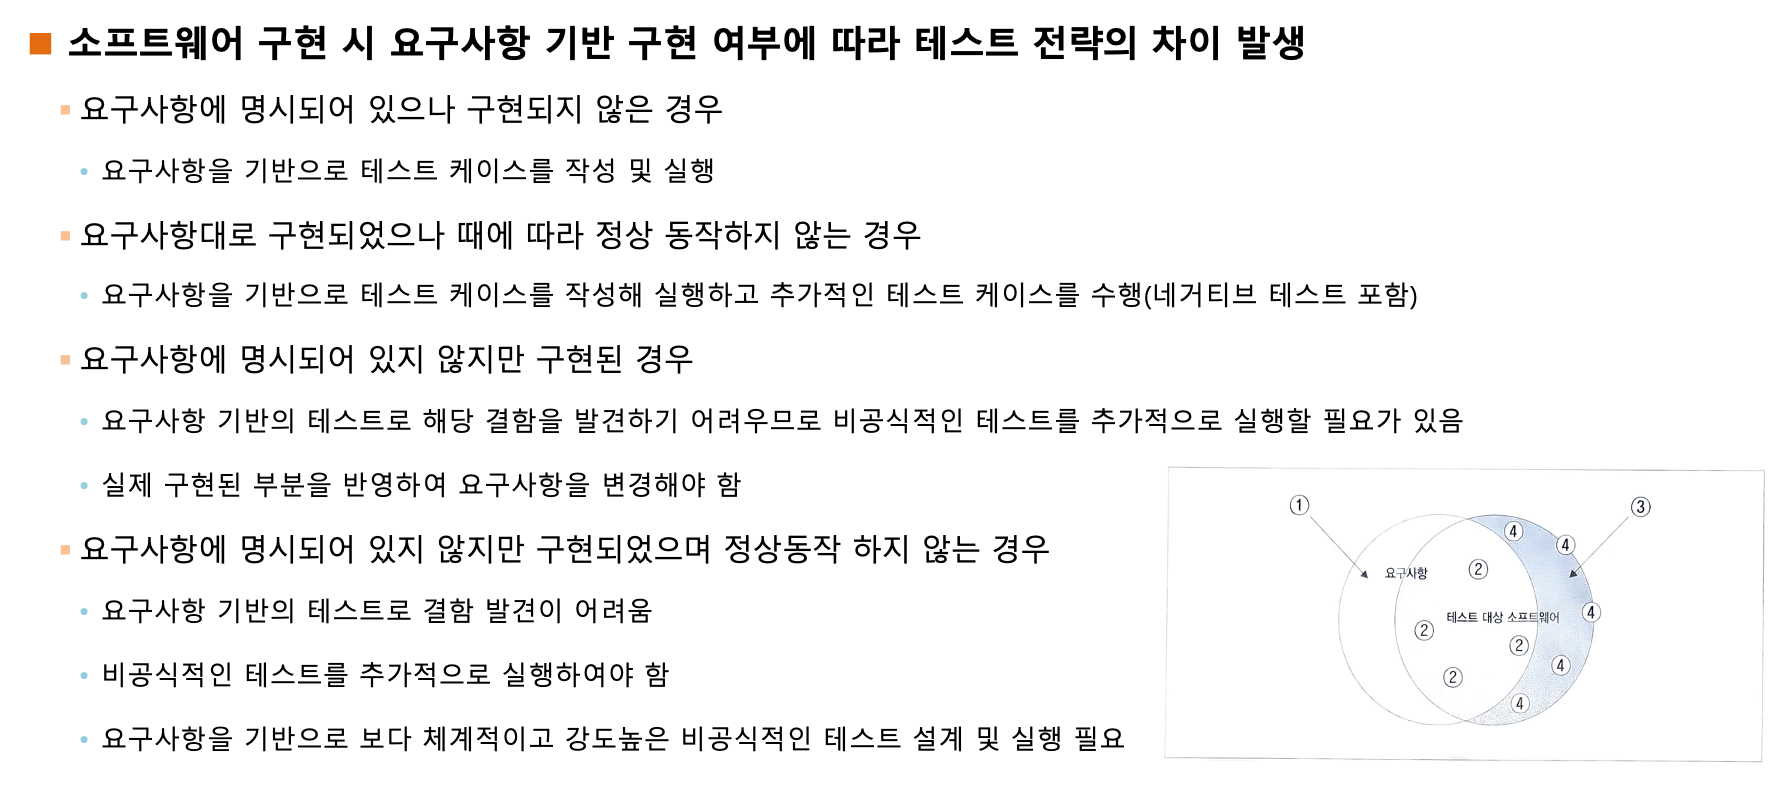 소프트웨어 구현 시 요구사항 기반 구현 여부에 따라 테스트 전략의 차이 발생
요구사항에 명시되어 있으나 구현되지 않은 경우
요구사항을 기반으로 테스트 케이스를 작성 및 실행
요구사항대로 구현되었으나 때에 따라 정상 동작하지 않는 경우
요구사항을 기반으로 테스트 케이스를 작성해 실행하고 추가적인 테스트 케이스를 수행(네거티브 테스트 포함)
요구사항에 명시되어 있지 않지만 구현된 경우
요구사항 기반의 테스트로 해당 결함을 발견하기 어려우므로 비공식적인 테스트를 추가적으로 실행할 필요가 있음
실제 구현된 부분을 반영하여 요구사항을 변경해야 함
요구사항에 명시되어 있지 않지만 구현되었으며 정상동작 하지 않는 경우
요구사항 기반의 테스트로 결함 발견이 어려움
비공식적인 테스트를 추가적으로 실행하여야 함
요구사항을 기반으로 보다 체계적이고 강도높은 비공식적인 테스트 설계 및 실행 필요
① ③
④ ④
요구사항 ②
테스트 대상 소프트웨어 ④
② ②
④
②
④